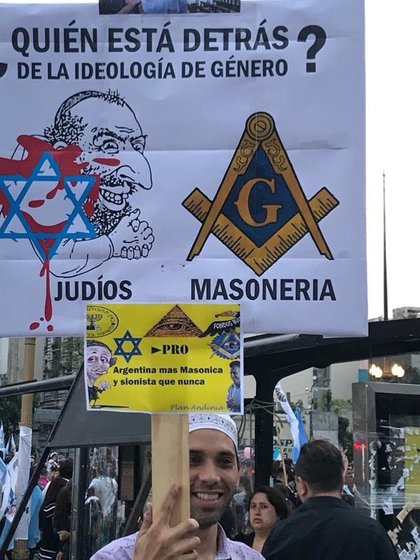 ¿QUIÉN ESTÁ DETRÁS
DE LA IDEOLOGÍA DE GÉNERO?
G
JUDÍOS
MASONERIA
PRO
Argentina mas Masonica
y sionista que nunca
Plan Andinia